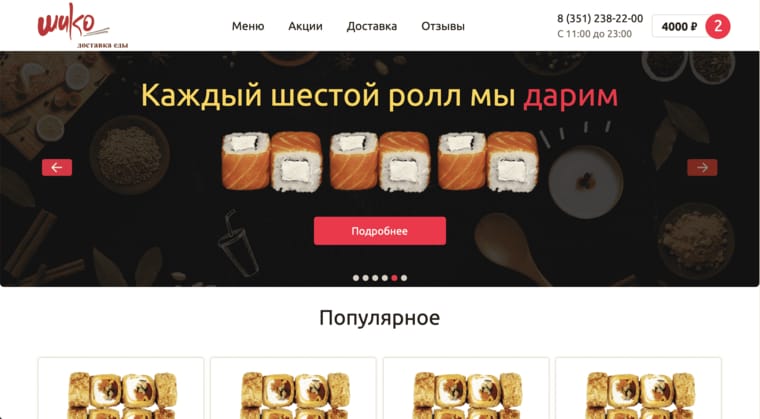 шико
доставка еды
Меню Акции Доставка Отзывы
8 (351) 238-22-00
С 11:00 до 23:00
4000 ₽
2
Каждый шестой ролл мы дарим
Подробнее
Популярное